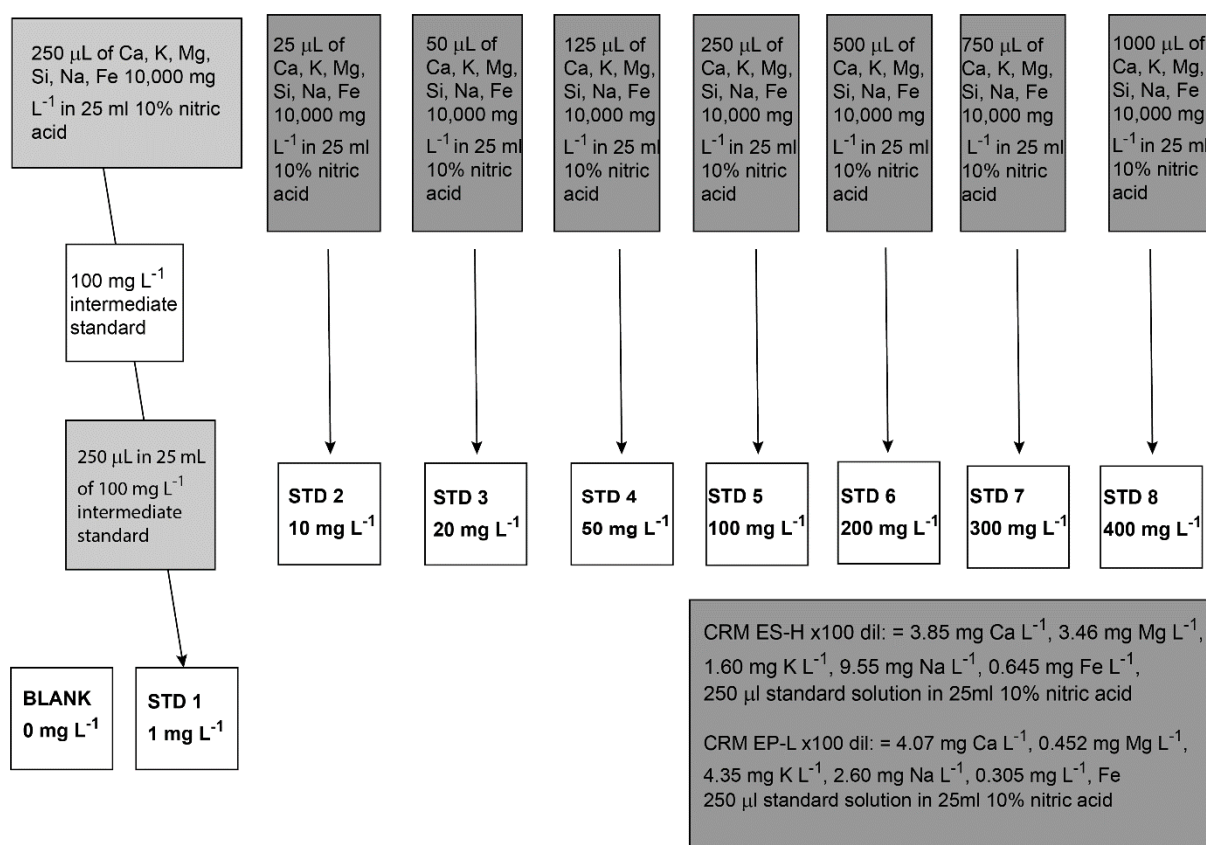 250 µL of Ca, K, Mg,
Si, Na, Fe 10,000 mg
L⁻¹ in 25 ml 10% nitric
acid
100 mg L⁻¹
intermediate
standard
250 µL in 25 mL
of 100 mg L⁻¹
intermediate
standard
BLANK
0 mg L⁻¹
STD 1
1 mg L⁻¹
25 µL of
Ca, K, Mg,
Si, Na, Fe
10,000 mg
L⁻¹ in 25 ml
10% nitric
acid
STD 2
10 mg L⁻¹
50 µL of
Ca, K, Mg,
Si, Na, Fe
10,000 mg
L⁻¹ in 25 ml
10% nitric
acid
STD 3
20 mg L⁻¹
125 µL of
Ca, K, Mg,
Si, Na, Fe
10,000 mg
L⁻¹ in 25 ml
10% nitric
acid
STD 4
50 mg L⁻¹
250 µL of
Ca, K, Mg,
Si, Na, Fe
10,000 mg
L⁻¹ in 25 ml
10% nitric
acid
STD 5
100 mg L⁻¹
500 µL of
Ca, K, Mg,
Si, Na, Fe
10,000 mg
L⁻¹ in 25 ml
10% nitric
acid
STD 6
200 mg L⁻¹
750 µL of
Ca, K, Mg,
Si, Na, Fe
10,000 mg
L⁻¹ in 25 ml
10% nitric
acid
STD 7
300 mg L⁻¹
1000 µL of
Ca, K, Mg,
Si, Na, Fe
10,000 mg
L⁻¹ in 25 ml
10% nitric
acid
STD 8
400 mg L⁻¹
CRM ES-H x100 dil: = 3.85 mg Ca L⁻¹, 3.46 mg Mg L⁻¹,
1.60 mg K L⁻¹, 9.55 mg Na L⁻¹, 0.645 mg Fe L⁻¹,
250 µl standard solution in 25ml 10% nitric acid
CRM EP-L x100 dil: = 4.07 mg Ca L⁻¹, 0.452 mg Mg L⁻¹,
4.35 mg K L⁻¹, 2.60 mg Na L⁻¹, 0.305 mg L⁻¹, Fe
250 µl standard solution in 25ml 10% nitric acid